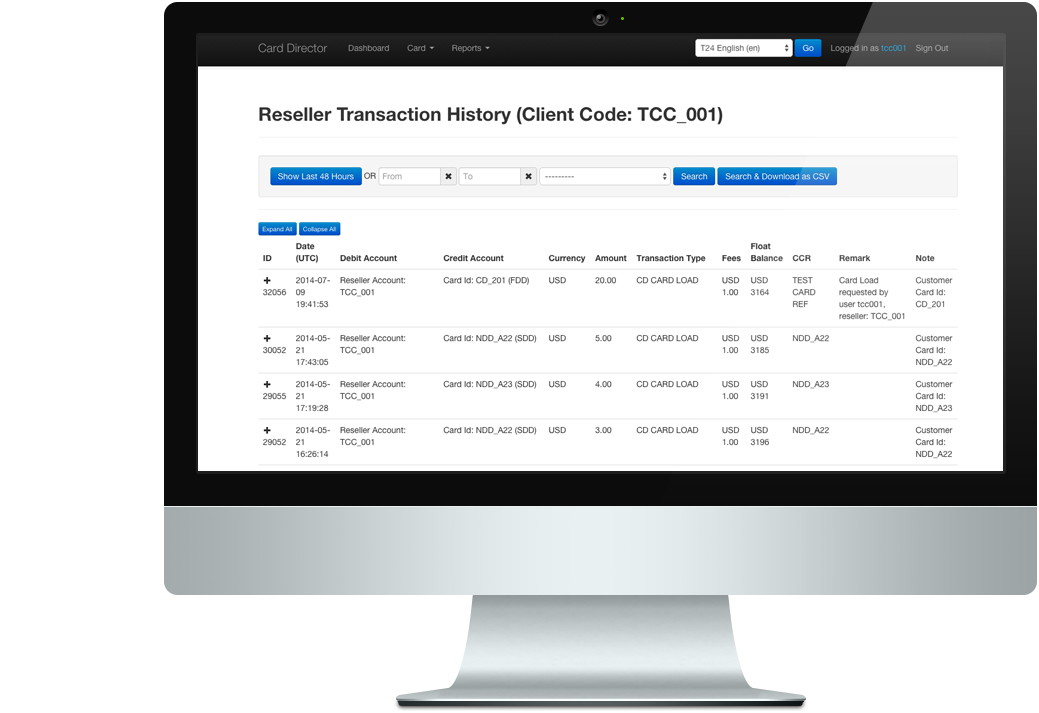 Card Director Dashboard Card Reports T24 English (en) Go Logged in as tcc001 Sign Out
Reseller Transaction History (Client Code: TCC_001)
Show Last 48 Hours OR From To --------- Search Search & Download as CSV
Expand All Collapse All
Date Float
ID (UTC) Debit Account Credit Account Currency Amount Transaction Type Fees Balance CCR Remark Note
2014-07- Reseller Account: Card Id: CD_201 (FDD) USD 20.00 CD CARD LOAD USD USD TEST Card Load Customer
32056 09 TCC_001 1.00 3164 CARD requested by Card Id:
19:41:53 REF user tcc001, CD_201
reseller: TCC_001
2014-05- Reseller Account: Card Id: NDD_A22 (SDD) USD 5.00 CD CARD LOAD USD USD NDD_A22 Customer
30052 21 TCC_001 1.00 3185 Card Id:
17:43:05 NDD_A22
2014-05- Reseller Account: Card Id: NDD_A23 (SDD) USD 4.00 CD CARD LOAD USD USD NDD_A23 Customer
29055 21 TCC_001 1.00 3191 Card Id:
17:19:28 NDD_A23
2014-05- Reseller Account: Card Id: NDD_A22 (SDD) USD 3.00 CD CARD LOAD USD USD NDD_A22 Customer
29052 21 TCC_001 1.00 3196 Card Id:
16:26:14 NDD_A22